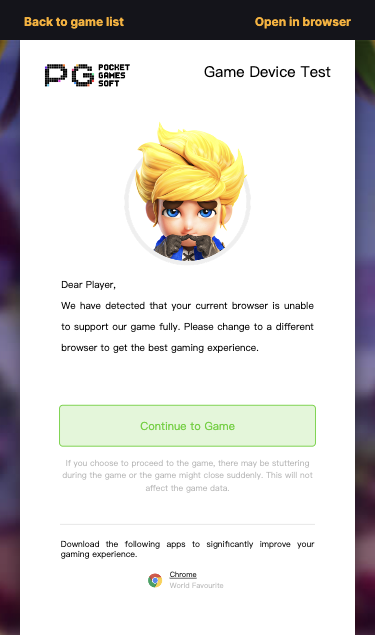 Back to game list
Open in browser
PG POCKET GAMES SOFT
Game Device Test
Dear Player,
We have detected that your current browser is unable
to support our game fully. Please change to a different
browser to get the best gaming experience.
Continue to Game
If you choose to proceed to the game, there may be stuttering
during the game or the game might close suddenly. This will not
affect the game data.
Download the following apps to significantly improve your
gaming experience.
Chrome
World Favourite